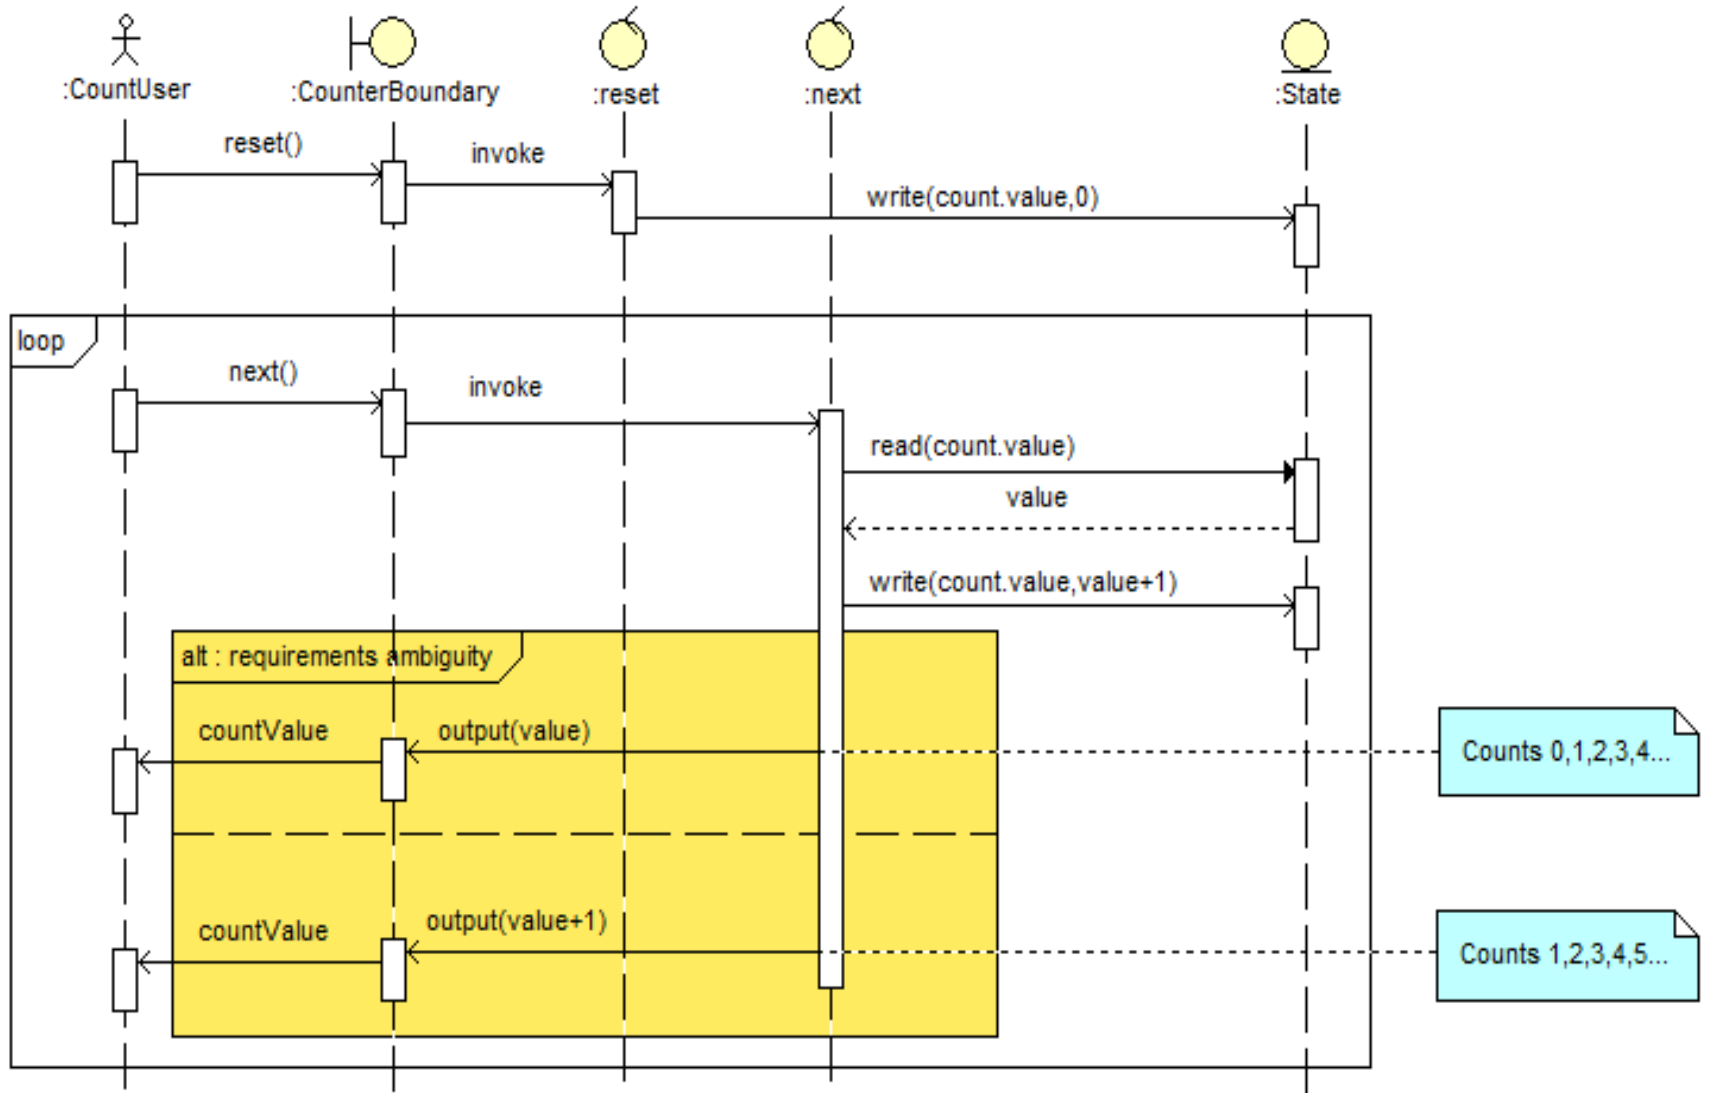 :CountUser
:CounterBoundary
:reset
:next
:State
reset()
invoke
write(count.value,0)
loop
next()
invoke
read(count.value)
value
write(count.value,value+1)
alt : requirements ambiguity
countValue
output(value)
Counts 0,1,2,3,4...
countValue
output(value+1)
Counts 1,2,3,4,5...